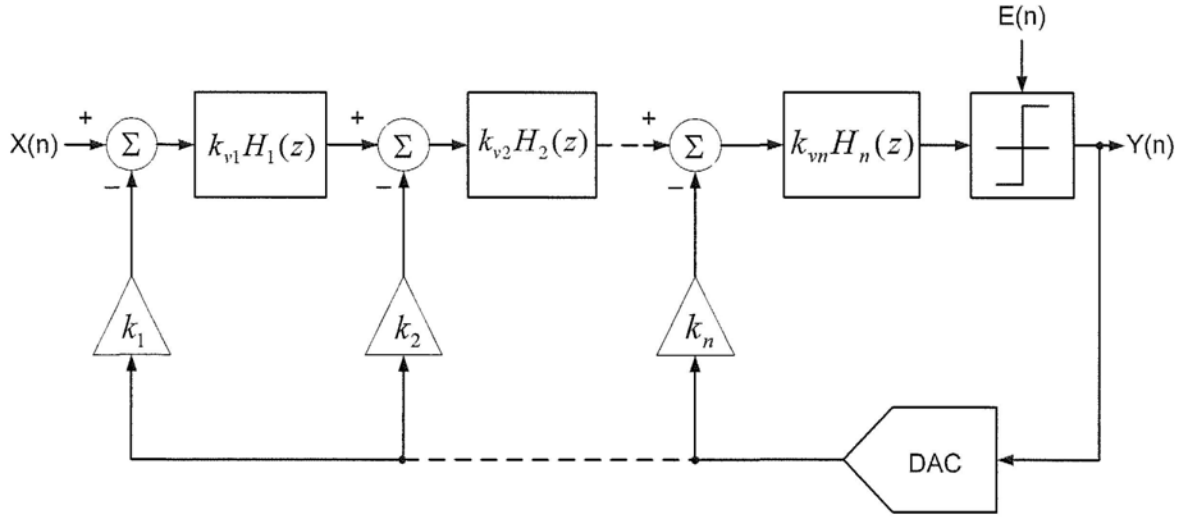 E(n)
X(n) + Σ − k_{v1}H_1(z) + Σ − k_{v2}H_2(z) + Σ − k_{vn}H_n(z) Y(n)
k_1 k_2 k_n
DAC